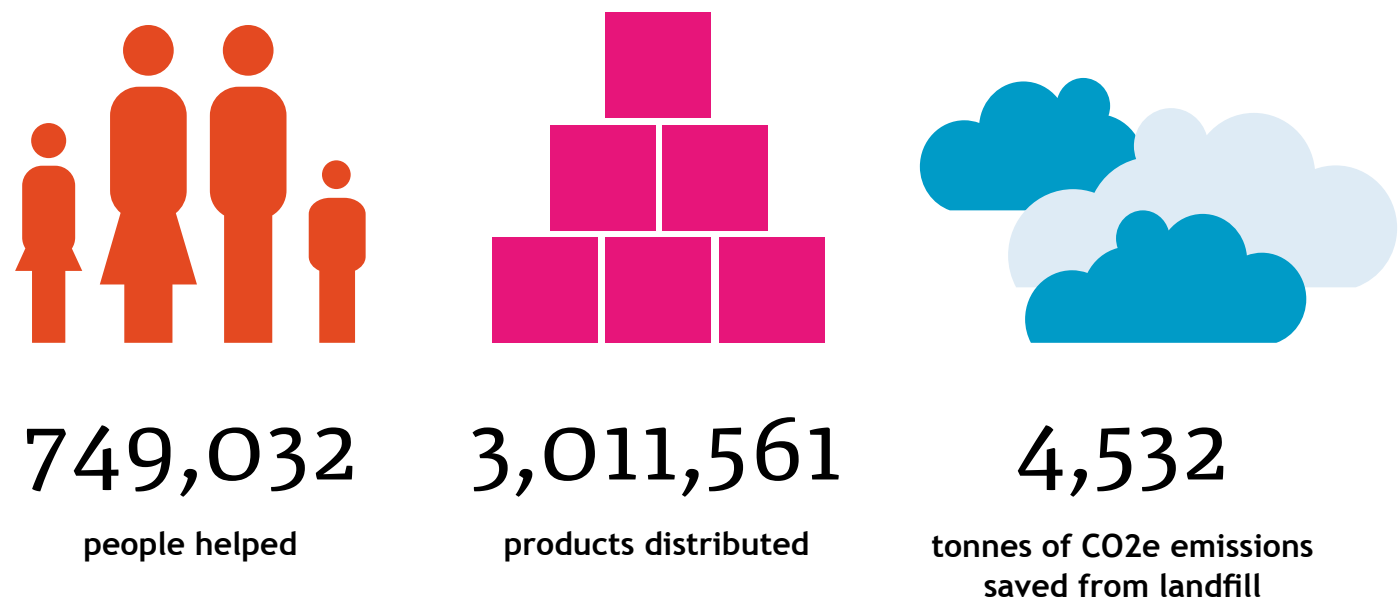 749,032
people helped
3,011,561
products distributed
4,532
tonnes of CO2e emissions
saved from landfill